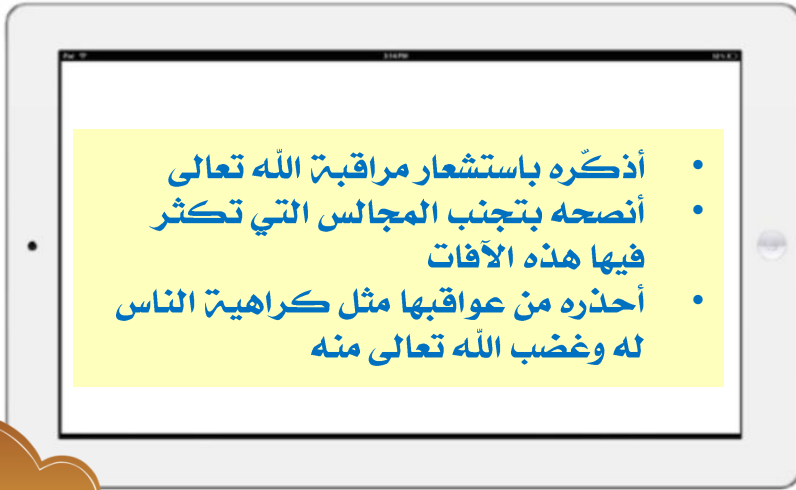 • أذكّره باستشعار مراقبة الله تعالى
• أنصحه بتجنب المجالس التي تكثر
فيها هذه الآفات
• أحذره من عواقبها مثل كراهية الناس
له وغضب الله تعالى منه